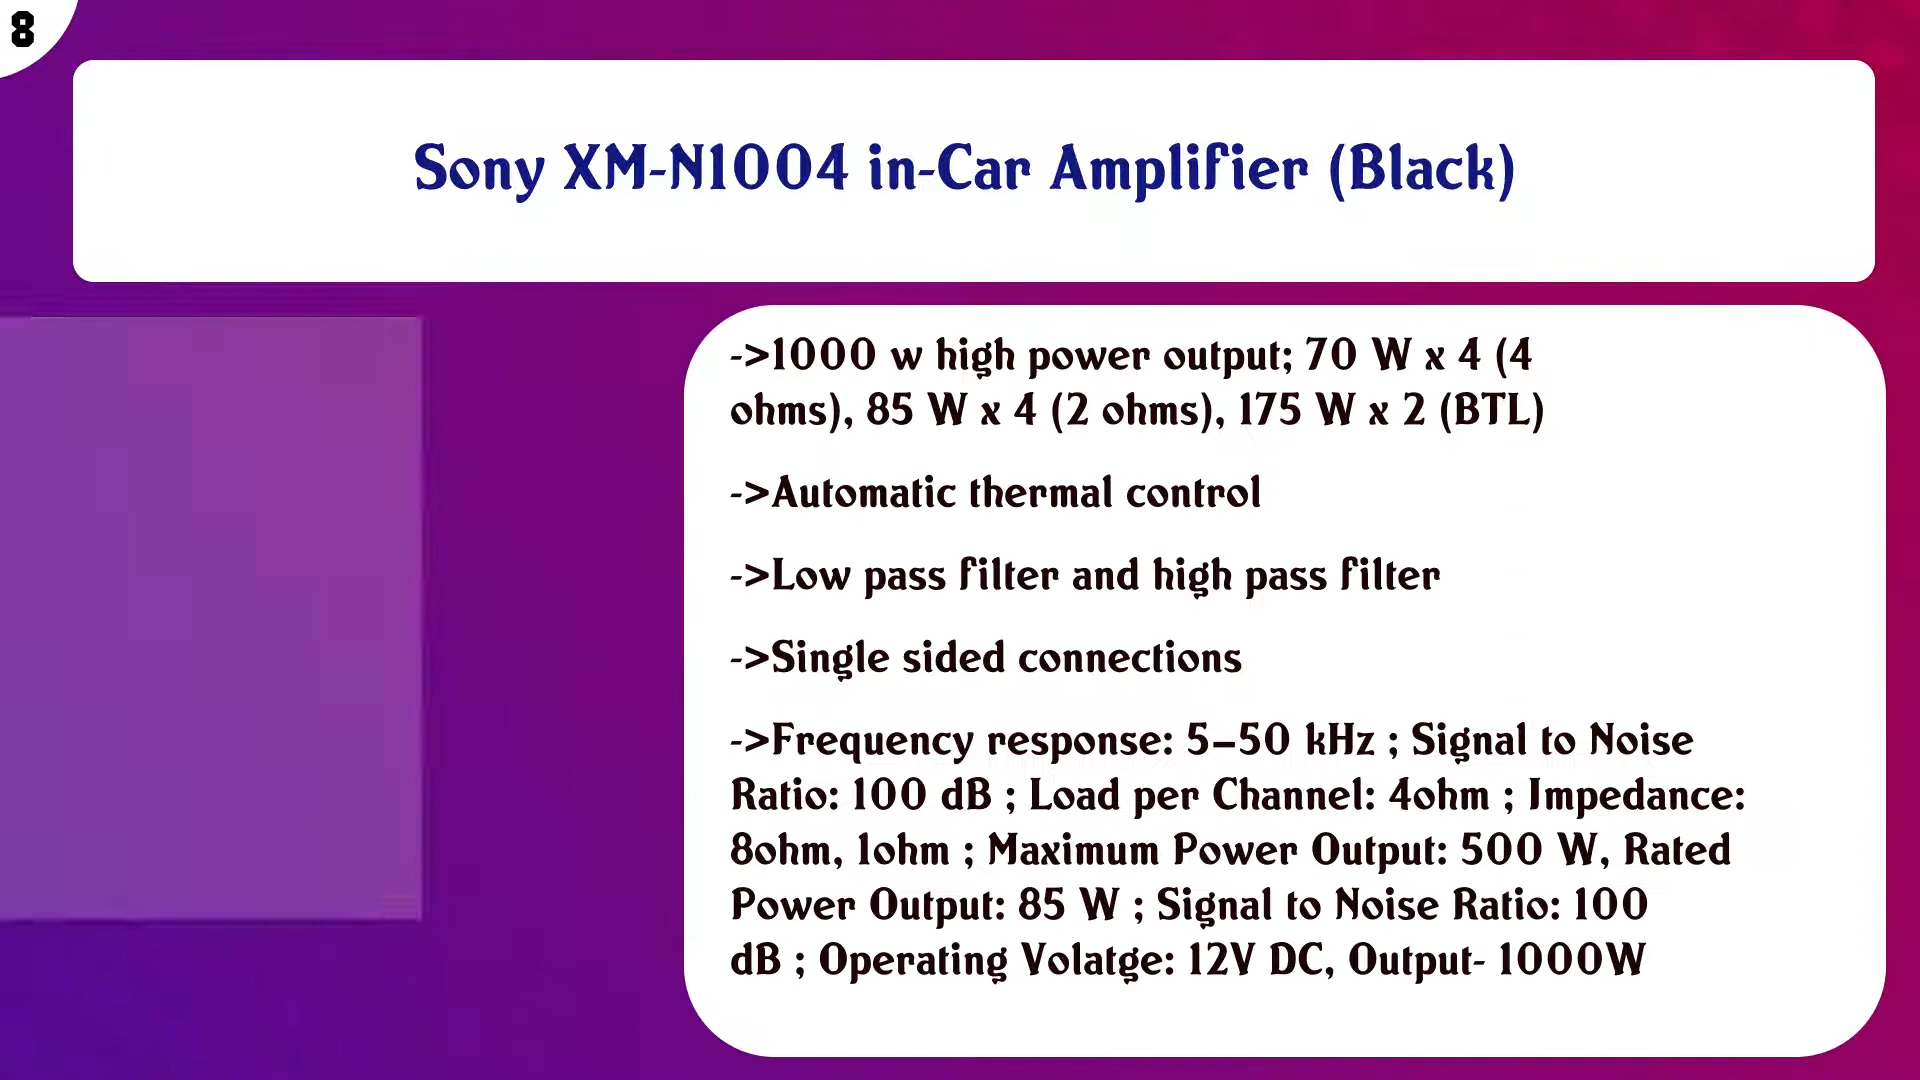 8
Sony XM-N1004 in-Car Amplifier (Black)
->1000 w high power output; 70 W x 4 (4
ohms), 85 W x 4 (2 ohms), 175 W x 2 (BTL)
->Automatic thermal control
->Low pass filter and high pass filter
->Single sided connections
->Frequency response: 5–50 kHz ; Signal to Noise
Ratio: 100 dB ; Load per Channel: 4ohm ; Impedance:
8ohm, 1ohm ; Maximum Power Output: 500 W, Rated
Power Output: 85 W ; Signal to Noise Ratio: 100
dB ; Operating Volatge: 12V DC, Output- 1000W